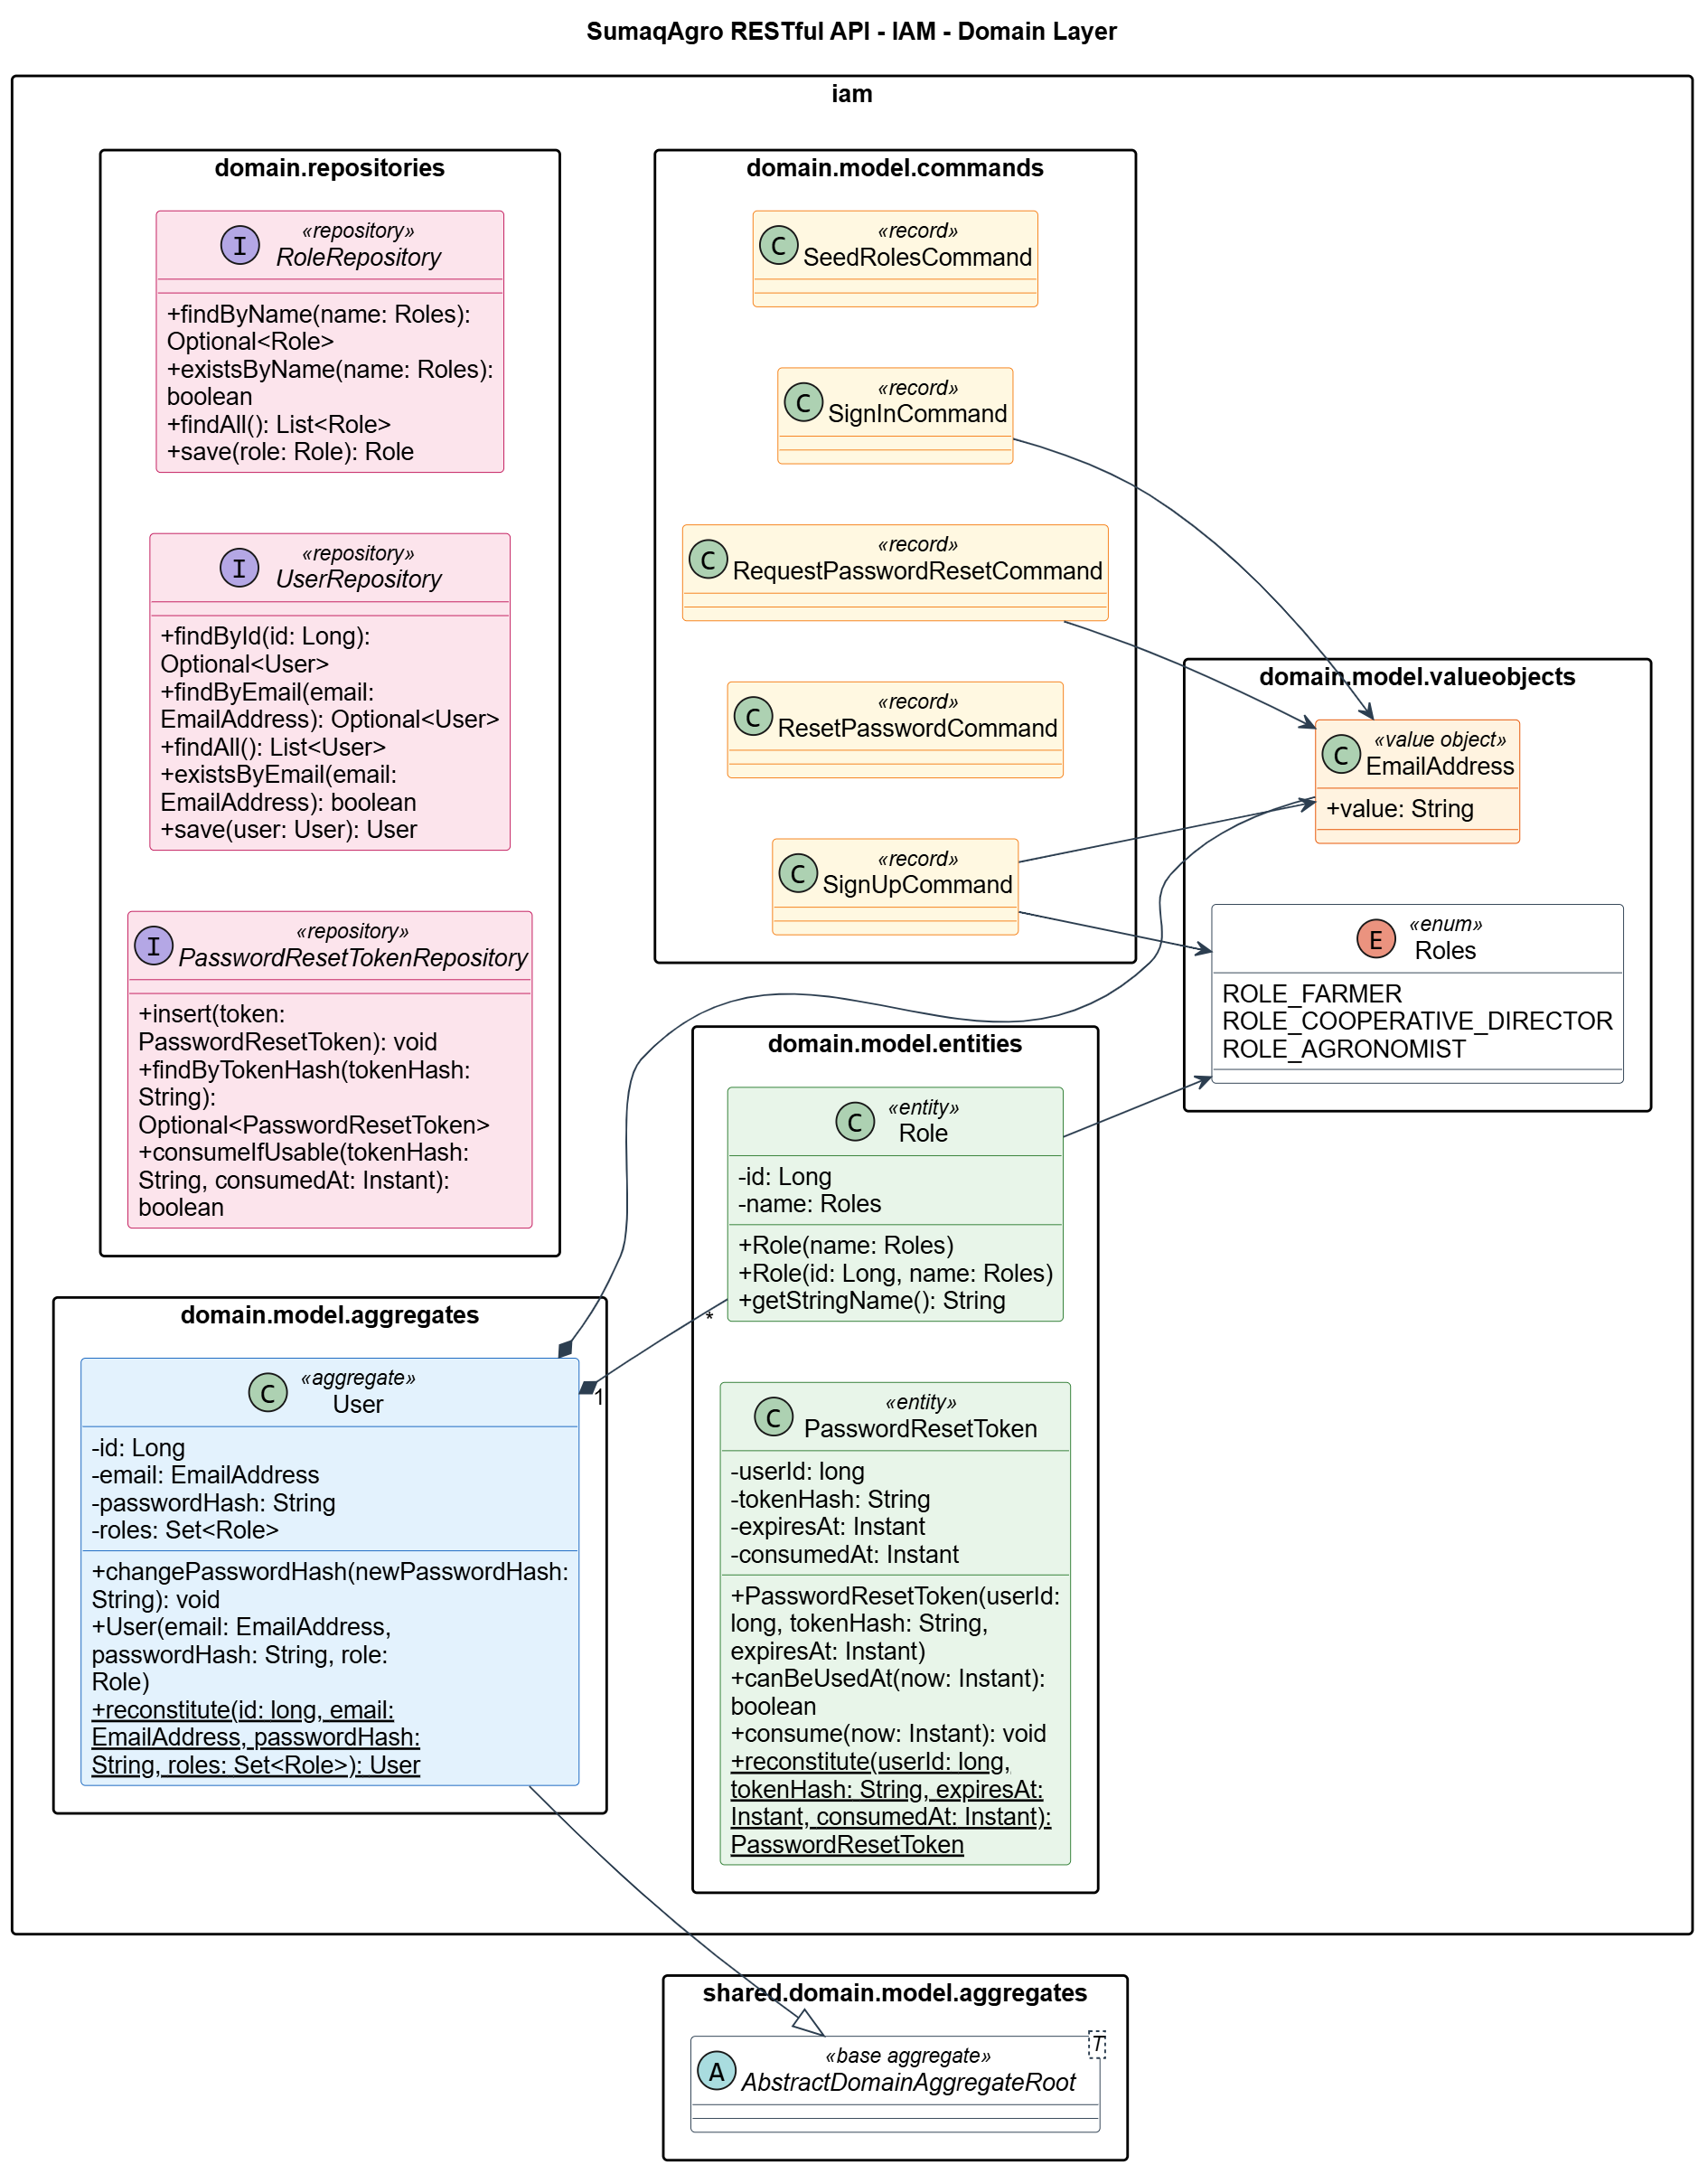 SumaqAgro RESTful API - IAM - Domain Layer
iam
domain.repositories
«repository»
I
RoleRepository
+findByName(name: Roles):
Optional<Role>
+existsByName(name: Roles):
boolean
+findAll(): List<Role>
+save(role: Role): Role
«repository»
I
UserRepository
+findById(id: Long):
Optional<User>
+findByEmail(email:
EmailAddress): Optional<User>
+findAll(): List<User>
+existsByEmail(email:
EmailAddress): boolean
+save(user: User): User
«repository»
I
PasswordResetTokenRepository
+insert(token:
PasswordResetToken): void
+findByTokenHash(tokenHash:
String):
Optional<PasswordResetToken>
+consumeIfUsable(tokenHash:
String, consumedAt: Instant):
boolean
domain.model.commands
«record»
C
SeedRolesCommand
«record»
C
SignInCommand
«record»
C
RequestPasswordResetCommand
«record»
C
ResetPasswordCommand
«record»
C
SignUpCommand
domain.model.valueobjects
«value object»
C
EmailAddress
+value: String
«enum»
E
Roles
ROLE_FARMER
ROLE_COOPERATIVE_DIRECTOR
ROLE_AGRONOMIST
domain.model.entities
«entity»
C
Role
-id: Long
-name: Roles
+Role(name: Roles)
+Role(id: Long, name: Roles)
+getStringName(): String
*
1
«entity»
C
PasswordResetToken
-userId: long
-tokenHash: String
-expiresAt: Instant
-consumedAt: Instant
+PasswordResetToken(userId:
long, tokenHash: String,
expiresAt: Instant)
+canBeUsedAt(now: Instant):
boolean
+consume(now: Instant): void
+reconstitute(userId: long,
tokenHash: String, expiresAt:
Instant, consumedAt: Instant):
PasswordResetToken
domain.model.aggregates
«aggregate»
C
User
-id: Long
-email: EmailAddress
-passwordHash: String
-roles: Set<Role>
+changePasswordHash(newPasswordHash:
String): void
+User(email: EmailAddress,
passwordHash: String, role:
Role)
+reconstitute(id: long, email:
EmailAddress, passwordHash:
String, roles: Set<Role>): User
shared.domain.model.aggregates
T
«base aggregate»
A
AbstractDomainAggregateRoot